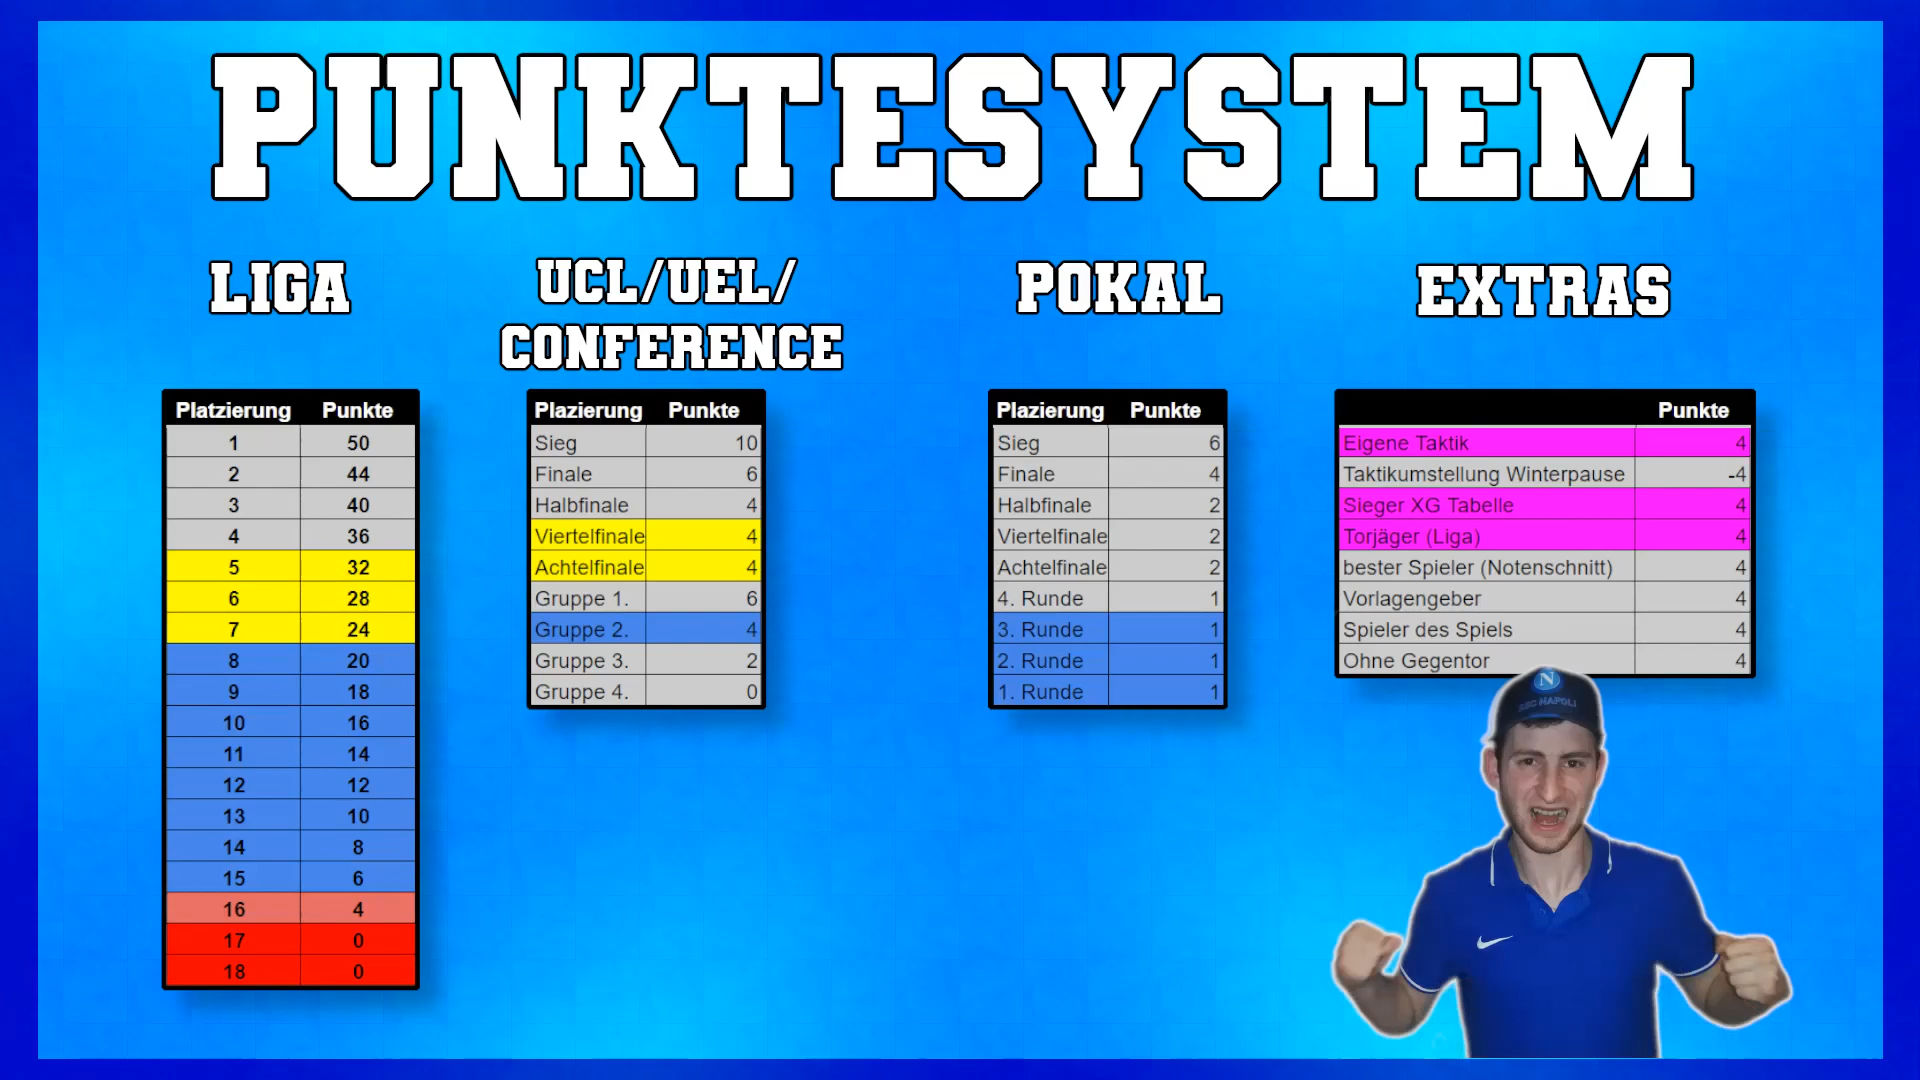 PUNKTESYSTEM
LIGA
Platzierung Punkte
1 50
2 44
3 40
4 36
5 32
6 28
7 24
8 20
9 18
10 16
11 14
12 12
13 10
14 8
15 6
16 4
17 0
18 0
UCL/UEL/
CONFERENCE
Plazierung Punkte
Sieg 10
Finale 6
Halbfinale 4
Viertelfinale 4
Achtelfinale 4
Gruppe 1. 6
Gruppe 2. 4
Gruppe 3. 2
Gruppe 4. 0
POKAL
Plazierung Punkte
Sieg 6
Finale 4
Halbfinale 2
Viertelfinale 2
Achtelfinale 2
4. Runde 1
3. Runde 1
2. Runde 1
1. Runde 1
EXTRAS
Punkte
Eigene Taktik 4
Taktikumstellung Winterpause -4
Sieger XG Tabelle 4
Torjäger (Liga) 4
bester Spieler (Notenschnitt) 4
Vorlagengeber 4
Spieler des Spiels 4
Ohne Gegentor 4
N
SSC NAPOLI